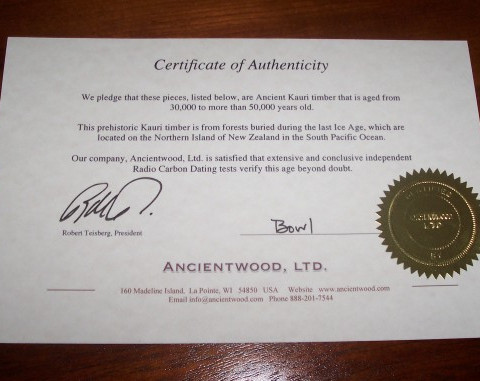 Certificate of Authenticity
We pledge that these pieces, listed below, are Ancient Kauri timber that is aged from
30,000 to more than 50,000 years old.
This prehistoric Kauri timber is from forests buried during the last Ice Age, which are
located on the Northern Island of New Zealand in the South Pacific Ocean.
Our company, Ancientwood, Ltd. is satisfied that extensive and conclusive independent
Radio Carbon Dating tests verify this age beyond doubt.
Robert Teisberg, President
Bowl
CERTIFIED
ANCIENTWOOD
LTD
BY
ANCIENTWOOD, LTD.
160 Madeline Island, La Pointe, WI 54850 USA Website www.ancientwood.com
Email info@ancientwood.com Phone 888-201-7544